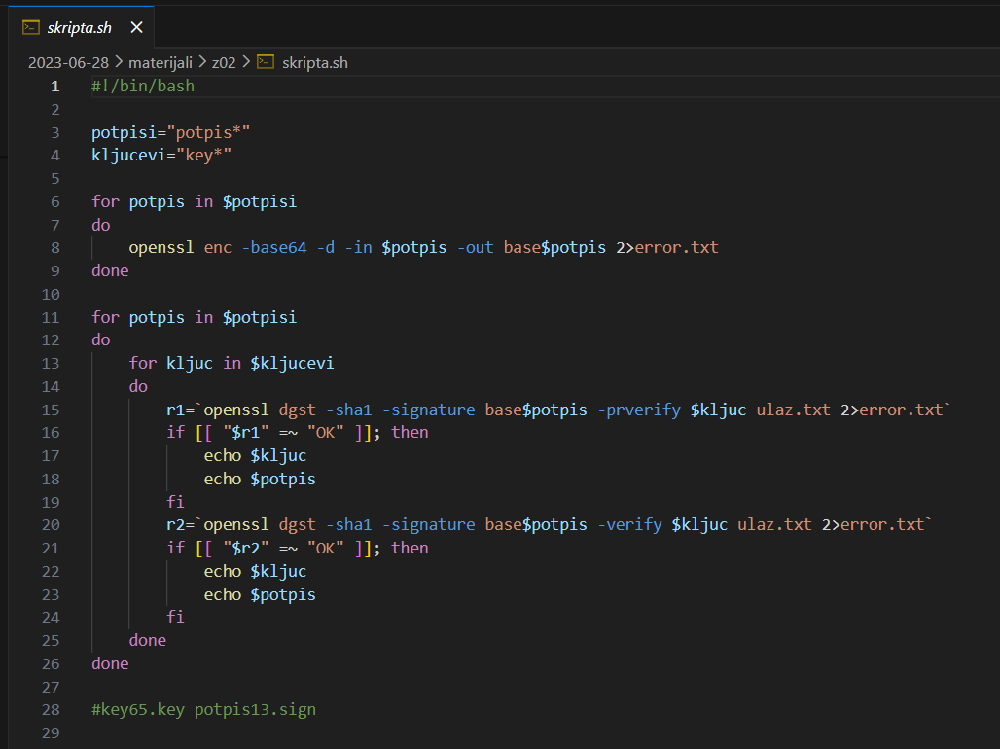 skripta.sh
2023-06-28 > materijali > z02 > skripta.sh
1 #!/bin/bash
2
3 potpisi="potpis*"
4 kljucevi="key*"
5
6 for potpis in $potpisi
7 do
8     openssl enc -base64 -d -in $potpis -out base$potpis 2>error.txt
9 done
10
11 for potpis in $potpisi
12 do
13     for kljuc in $kljucevi
14     do
15         r1=`openssl dgst -sha1 -signature base$potpis -prverify $kljuc ulaz.txt 2>error.txt`
16         if [[ "$r1" =~ "OK" ]]; then
17             echo $kljuc
18             echo $potpis
19         fi
20         r2=`openssl dgst -sha1 -signature base$potpis -verify $kljuc ulaz.txt 2>error.txt`
21         if [[ "$r2" =~ "OK" ]]; then
22             echo $kljuc
23             echo $potpis
24         fi
25     done
26 done
27
28 #key65.key potpis13.sign
29